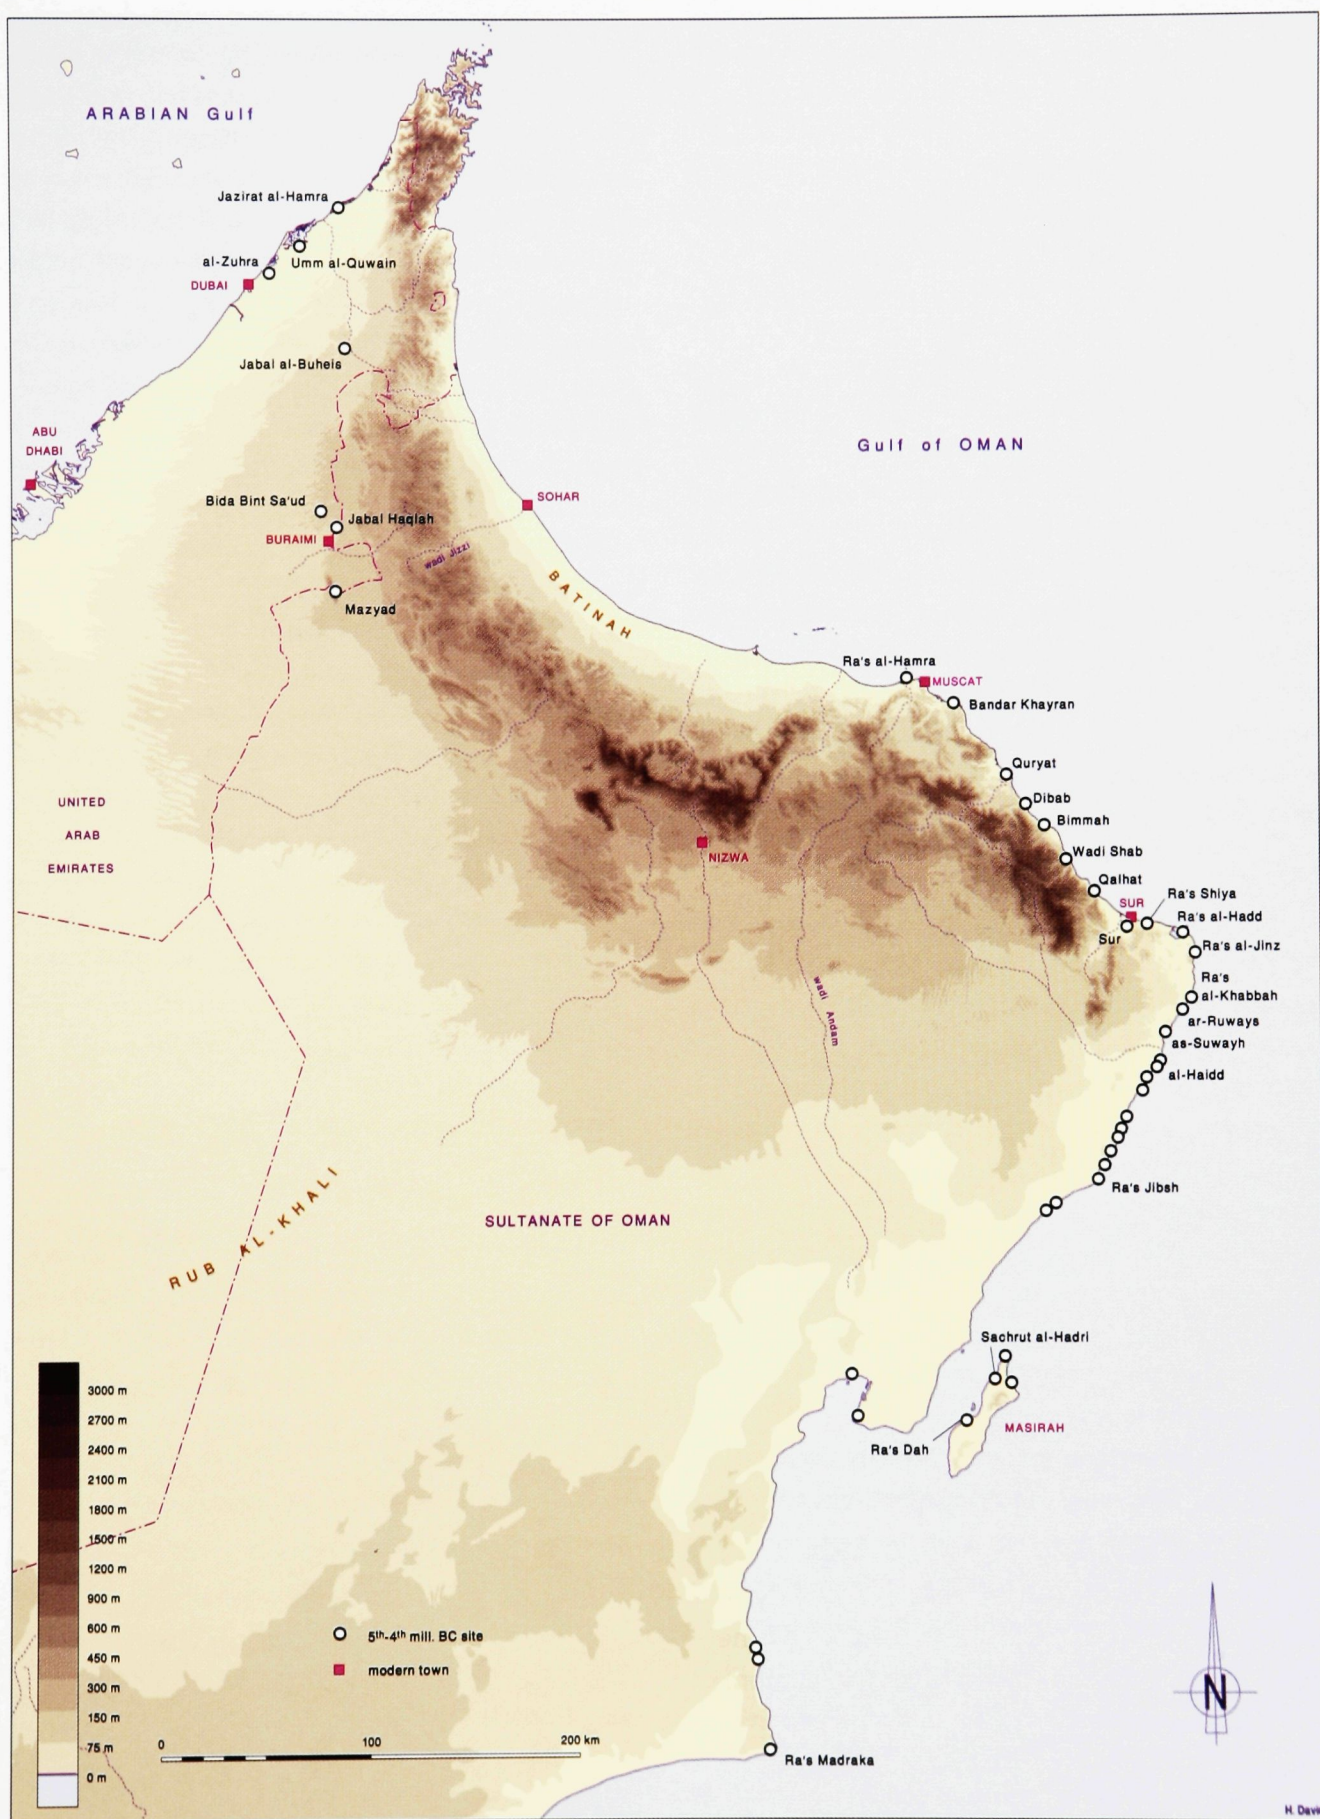 ARABIAN Gulf
Jazirat al-Hamra
al-Zuhra
Umm al-Quwain
DUBAI
Jabal al-Buheis
ABU
DHABI
Gulf of OMAN
Bida Bint Sa'ud
SOHAR
Jabal Haqlah
BURAIMI
wadi Jizzi
BATINAH
Mazyad
Ra's al-Hamra
MUSCAT
Bandar Khayran
Quryat
Dibab
UNITED
ARAB
EMIRATES
Bimmah
Wadi Shab
NIZWA
Qalhat
Ra's Shiya
SUR
Ra's al-Hadd
Sur
Ra's al-Jinz
Ra's
al-Khabbah
wadi Andam
ar-Ruways
as-Suwayh
al-Haidd
Ra's Jibsh
RUB AL-KHALI
SULTANATE OF OMAN
Sachrut al-Hadri
MASIRAH
Ra's Dah
3000 m
2700 m
2400 m
2100 m
1800 m
1500 m
1200 m
900 m
600 m
450 m
300 m
150 m
75 m
0 m
5th-4th mill. BC site
modern town
0 100 200 km
N
Ra's Madraka